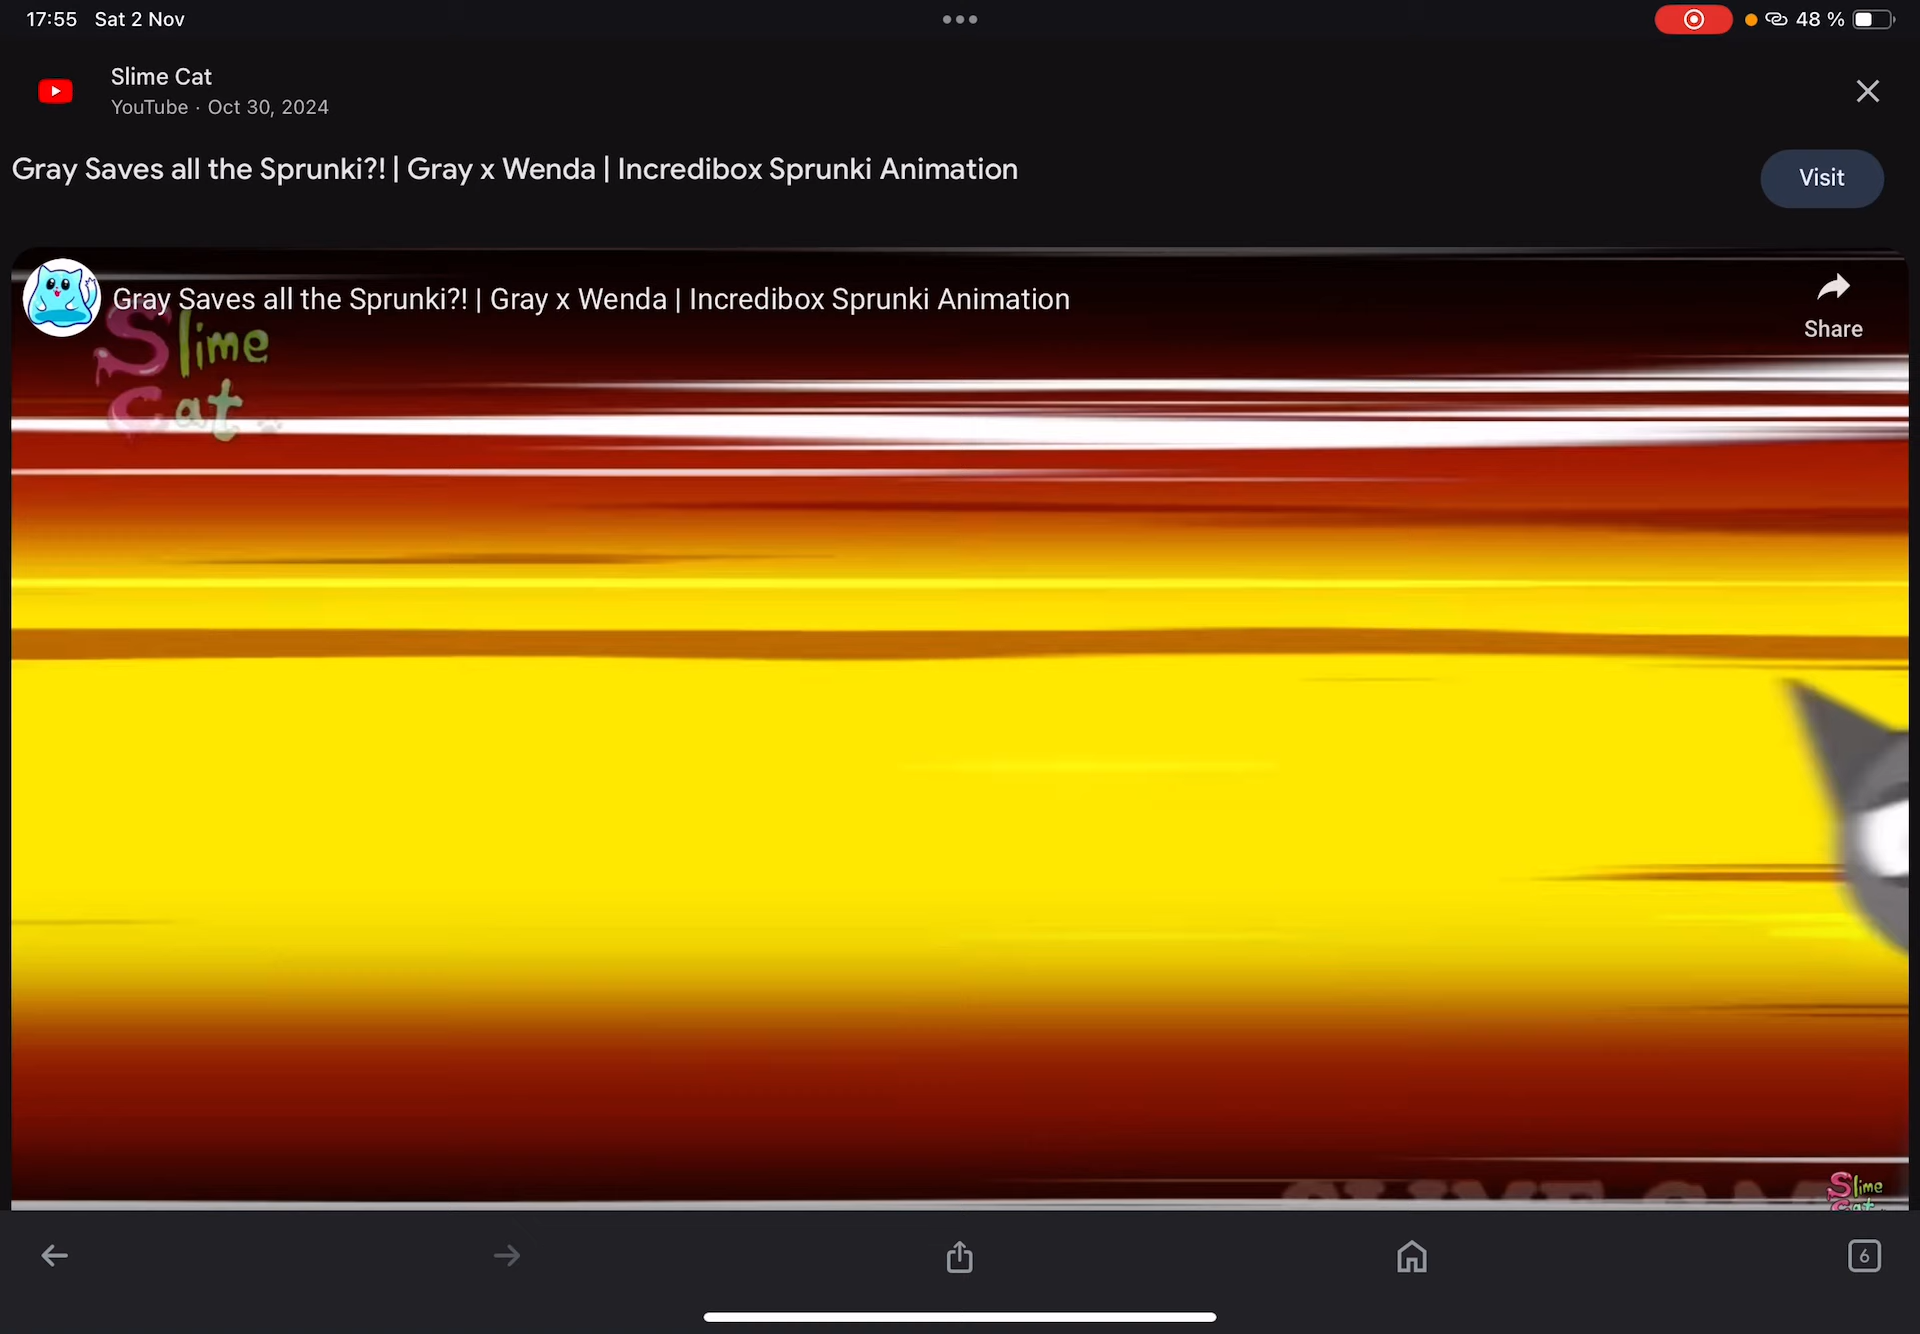 17:55 Sat 2 Nov
48 %
Slime Cat
YouTube · Oct 30, 2024
Gray Saves all the Sprunki?! | Gray x Wenda | Incredibox Sprunki Animation
Visit
Gray Saves all the Sprunki?! | Gray x Wenda | Incredibox Sprunki Animation
Share
Slime
Cat
Slime
Cat
6